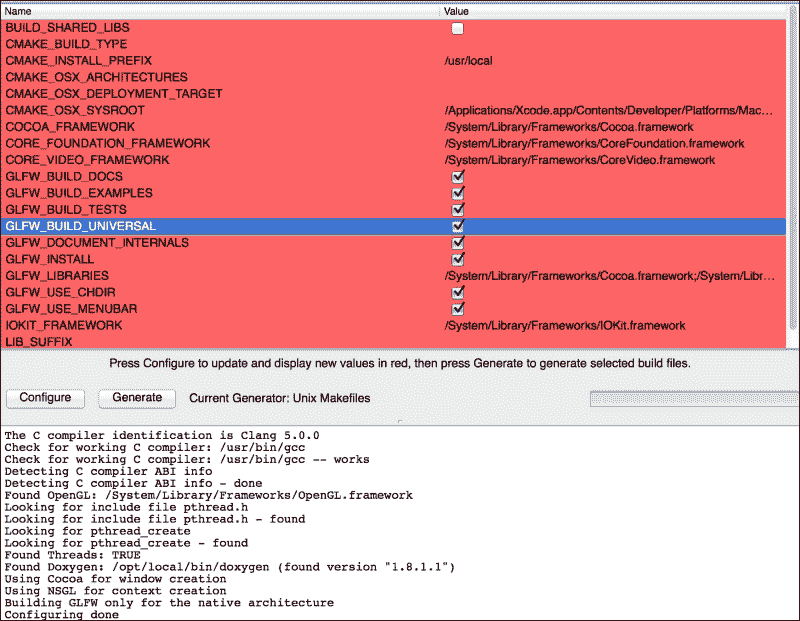 Name Value
BUILD_SHARED_LIBS
CMAKE_BUILD_TYPE
CMAKE_INSTALL_PREFIX /usr/local
CMAKE_OSX_ARCHITECTURES
CMAKE_OSX_DEPLOYMENT_TARGET
CMAKE_OSX_SYSROOT /Applications/Xcode.app/Contents/Developer/Platforms/Mac...
COCOA_FRAMEWORK /System/Library/Frameworks/Cocoa.framework
CORE_FOUNDATION_FRAMEWORK /System/Library/Frameworks/CoreFoundation.framework
CORE_VIDEO_FRAMEWORK /System/Library/Frameworks/CoreVideo.framework
GLFW_BUILD_DOCS
GLFW_BUILD_EXAMPLES
GLFW_BUILD_TESTS
GLFW_BUILD_UNIVERSAL
GLFW_DOCUMENT_INTERNALS
GLFW_INSTALL
GLFW_LIBRARIES /System/Library/Frameworks/Cocoa.framework;/System/Libr...
GLFW_USE_CHDIR
GLFW_USE_MENUBAR
IOKIT_FRAMEWORK /System/Library/Frameworks/IOKit.framework
LIB_SUFFIX
Press Configure to update and display new values in red, then press Generate to generate selected build files.
Configure Generate Current Generator: Unix Makefiles
The C compiler identification is Clang 5.0.0
Check for working C compiler: /usr/bin/gcc
Check for working C compiler: /usr/bin/gcc -- works
Detecting C compiler ABI info
Detecting C compiler ABI info - done
Found OpenGL: /System/Library/Frameworks/OpenGL.framework
Looking for include file pthread.h
Looking for include file pthread.h - found
Looking for pthread_create
Looking for pthread_create - found
Found Threads: TRUE
Found Doxygen: /opt/local/bin/doxygen (found version "1.8.1.1")
Using Cocoa for window creation
Using NSGL for context creation
Building GLFW only for the native architecture
Configuring done